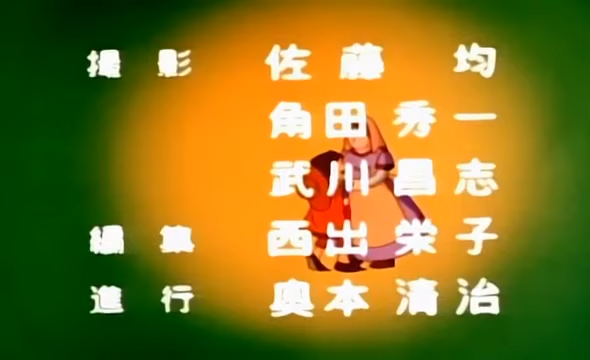 撮影 佐藤 均
角田秀一
武川昌志
編集 西出栄子
進行 奥本清治